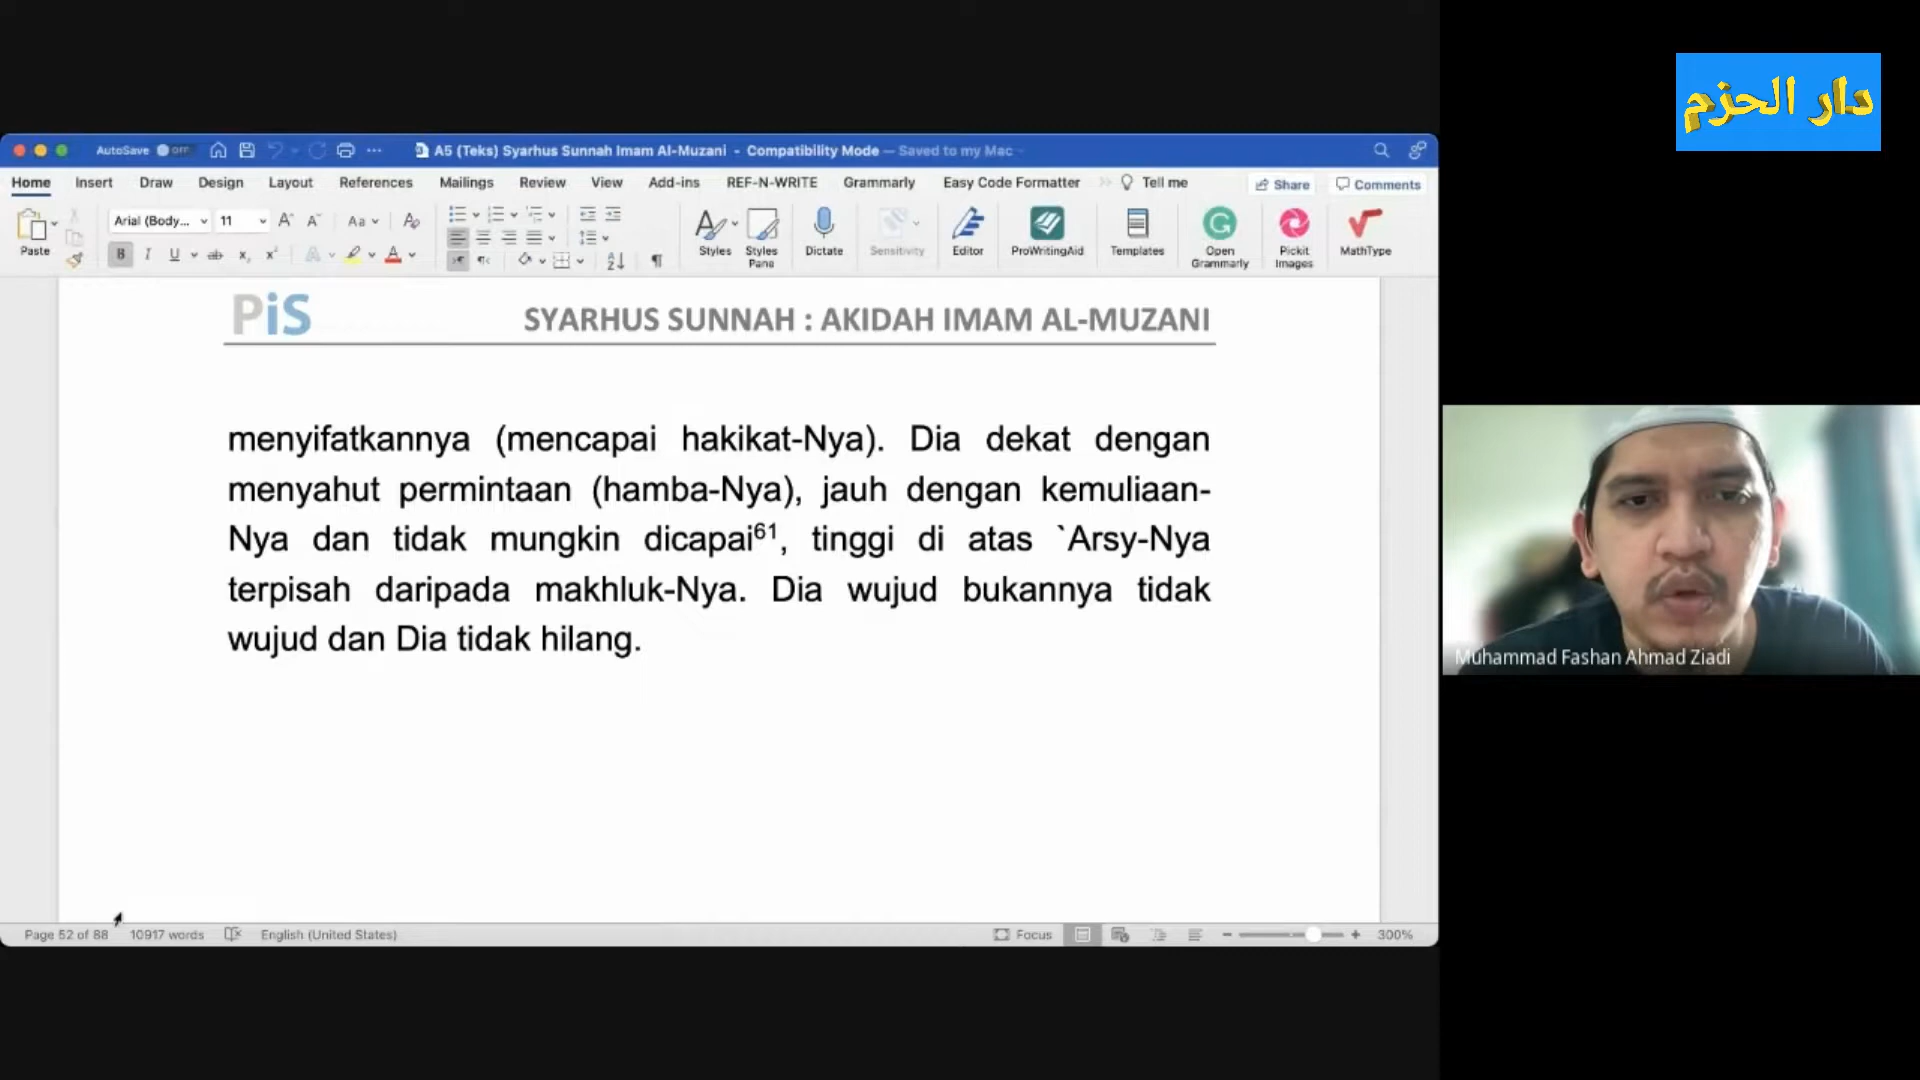 دار الحزم
AutoSave OFF
A5 (Teks) Syarhus Sunnah Imam Al-Muzani - Compatibility Mode — Saved to my Mac
Home Insert Draw Design Layout References Mailings Review View Add-ins REF-N-WRITE Grammarly Easy Code Formatter Tell me Share Comments
Paste
Arial (Body... 11
Styles
Styles Pane
Dictate
Sensitivity
Editor
ProWritingAid
Templates
Open Grammarly
Pickit Images
MathType
PiS
SYARHUS SUNNAH : AKIDAH IMAM AL-MUZANI
menyifatkannya (mencapai hakikat-Nya). Dia dekat dengan
menyahut permintaan (hamba-Nya), jauh dengan kemuliaan-
Nya dan tidak mungkin dicapai⁶¹, tinggi di atas `Arsy-Nya
terpisah daripada makhluk-Nya. Dia wujud bukannya tidak
wujud dan Dia tidak hilang.
Muhammad Fashan Ahmad Ziadi
Page 52 of 88 10917 words English (United States) Focus 300%